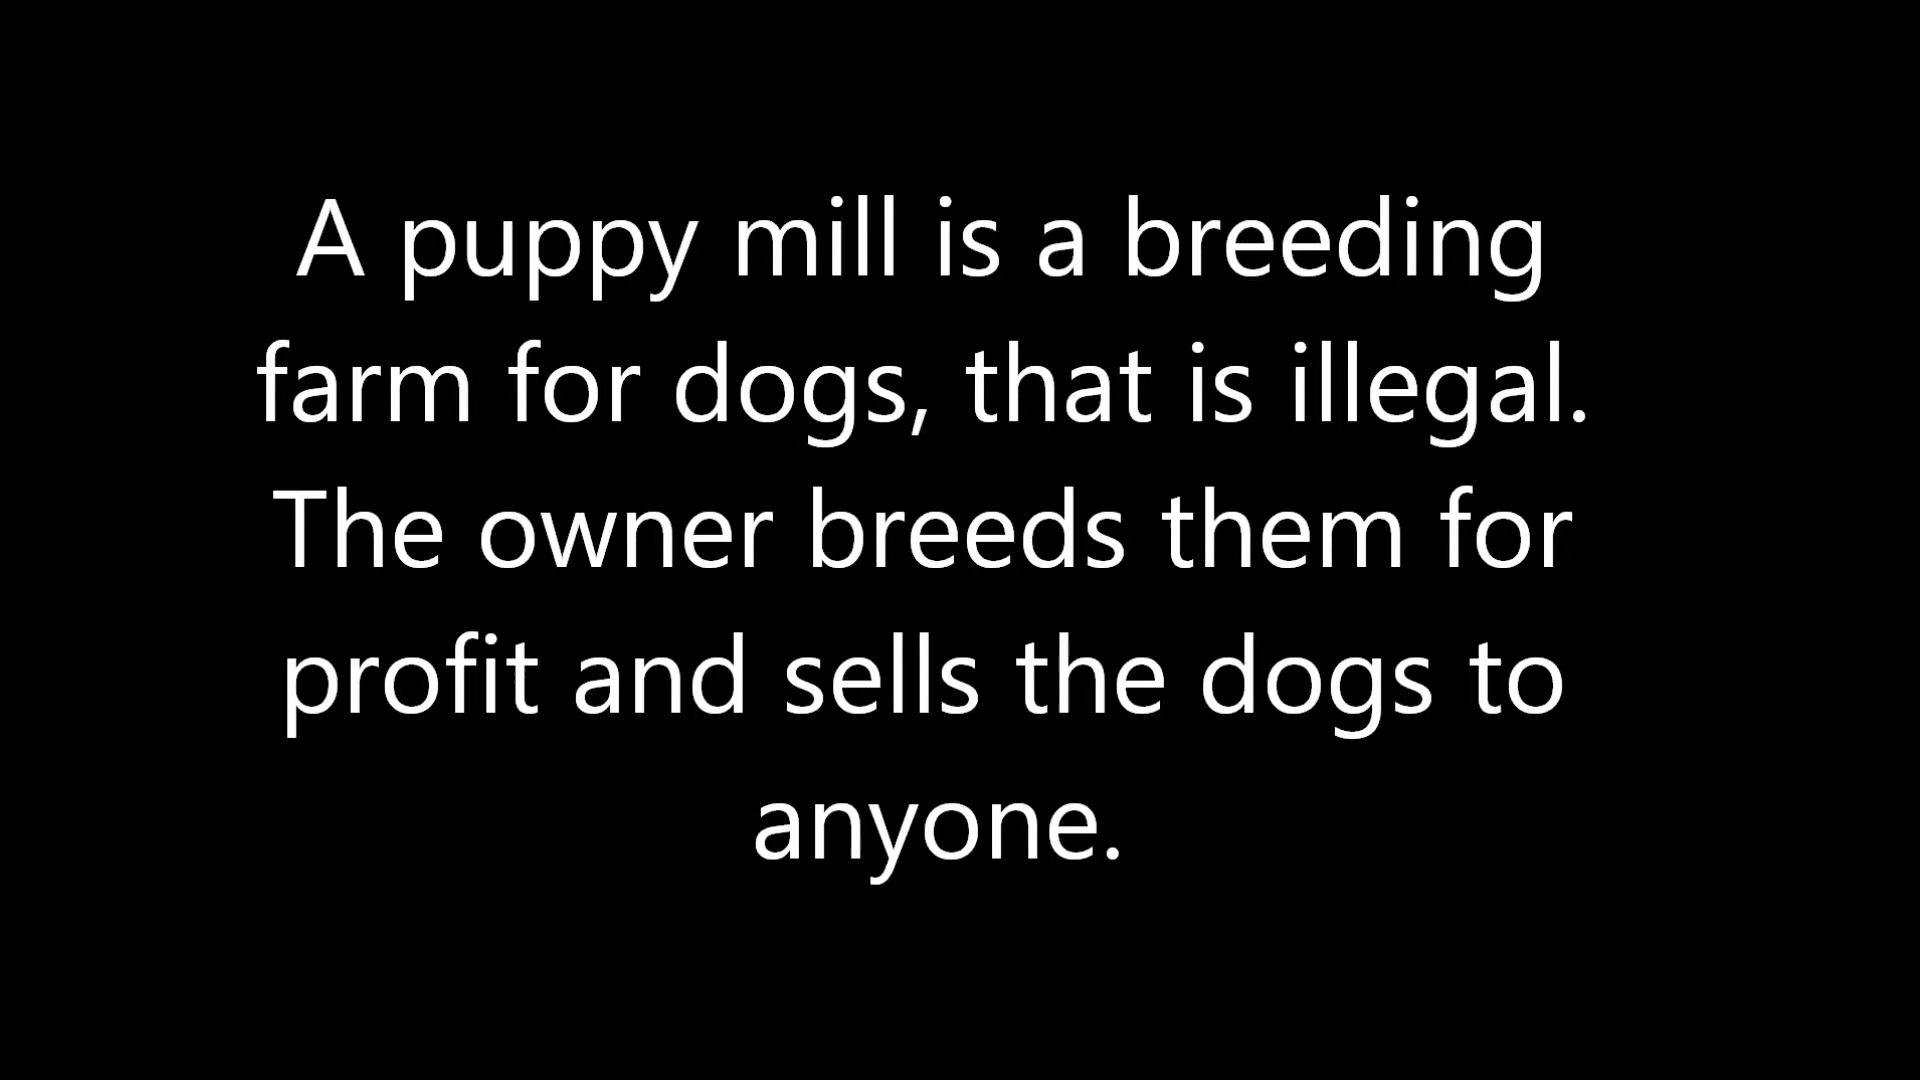 A puppy mill is a breeding
farm for dogs, that is illegal.
The owner breeds them for
profit and sells the dogs to
anyone.